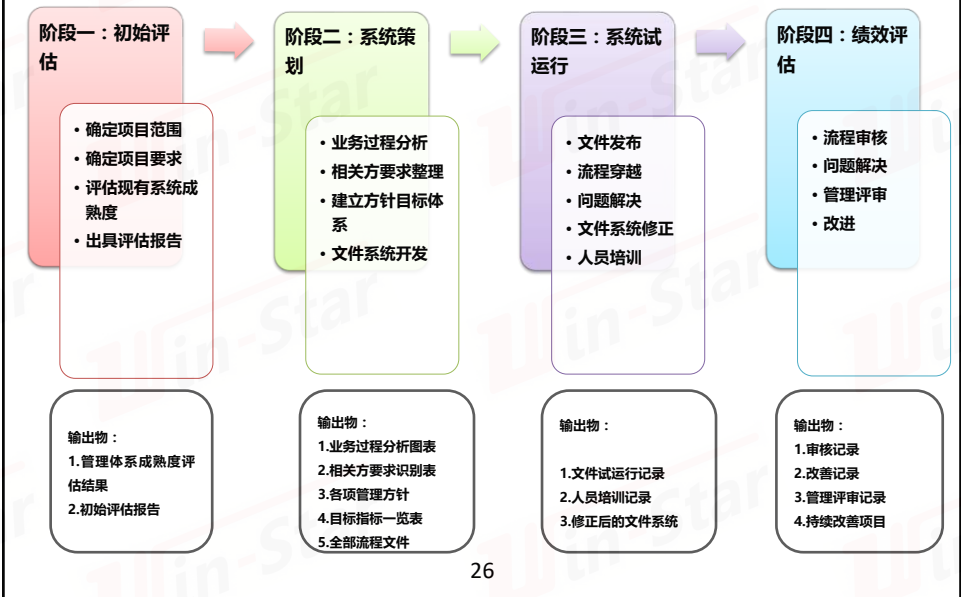 阶段一：初始评
估
• 确定项目范围
• 确定项目要求
• 评估现有系统成
熟度
• 出具评估报告
阶段二：系统策
划
• 业务过程分析
• 相关方要求整理
• 建立方针目标体
系
• 文件系统开发
阶段三：系统试
运行
• 文件发布
• 流程穿越
• 问题解决
• 文件系统修正
• 人员培训
阶段四：绩效评
估
• 流程审核
• 问题解决
• 管理评审
• 改进
输出物：
1.管理体系成熟度评
估结果
2.初始评估报告
输出物：
1.业务过程分析图表
2.相关方要求识别表
3.各项管理方针
4.目标指标一览表
5.全部流程文件
输出物：
1.文件试运行记录
2.人员培训记录
3.修正后的文件系统
输出物：
1.审核记录
2.改善记录
3.管理评审记录
4.持续改善项目
26
Win-Star